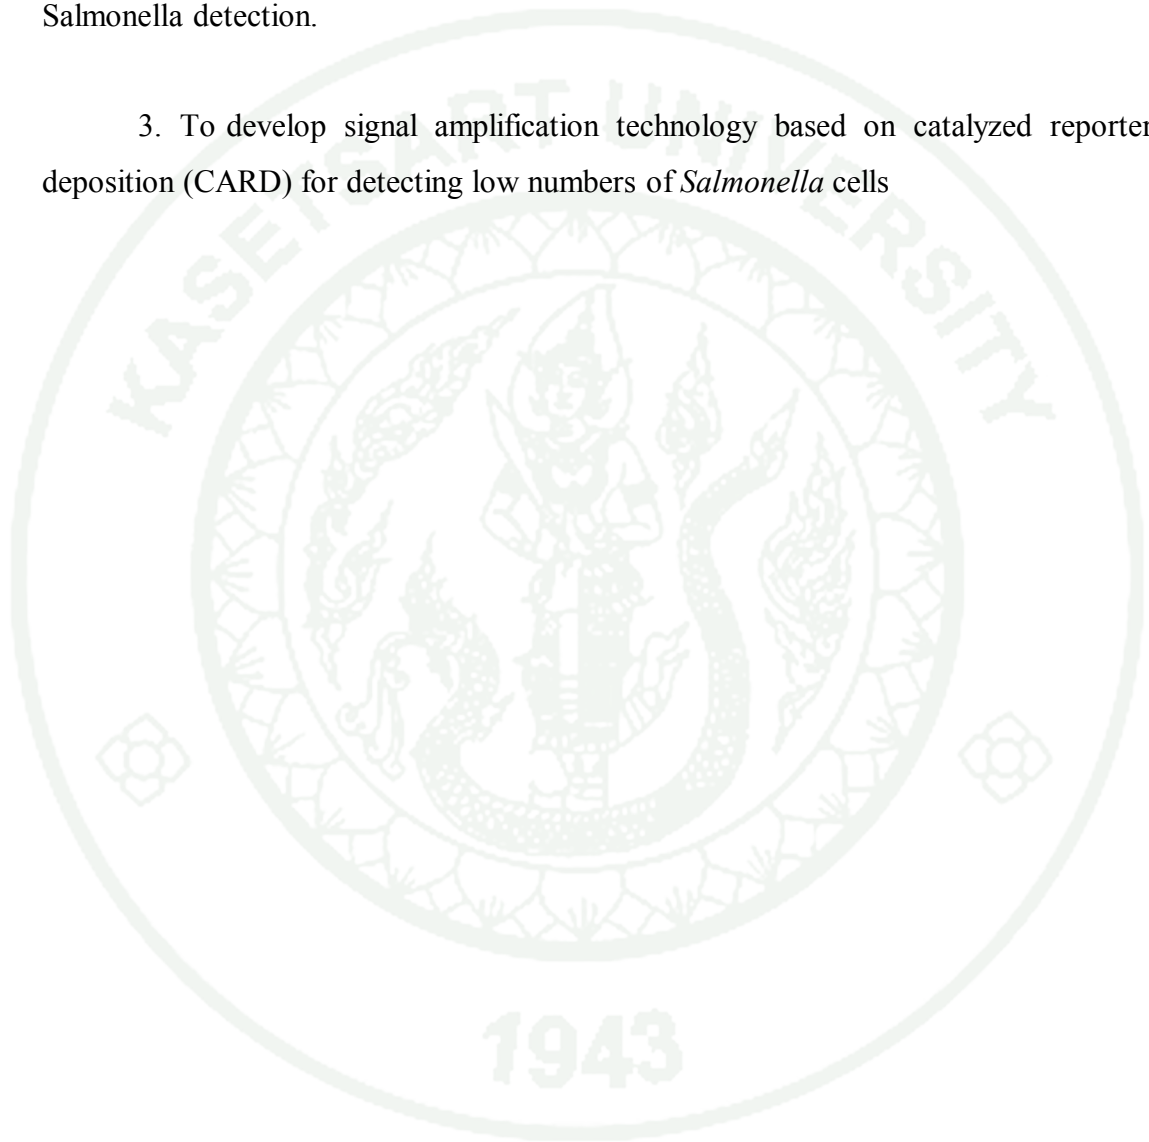 Salmonella detection.
3. To develop signal amplification technology based on catalyzed reporter
deposition (CARD) for detecting low numbers of Salmonella cells
KASETSART UNIVERSITY
1943